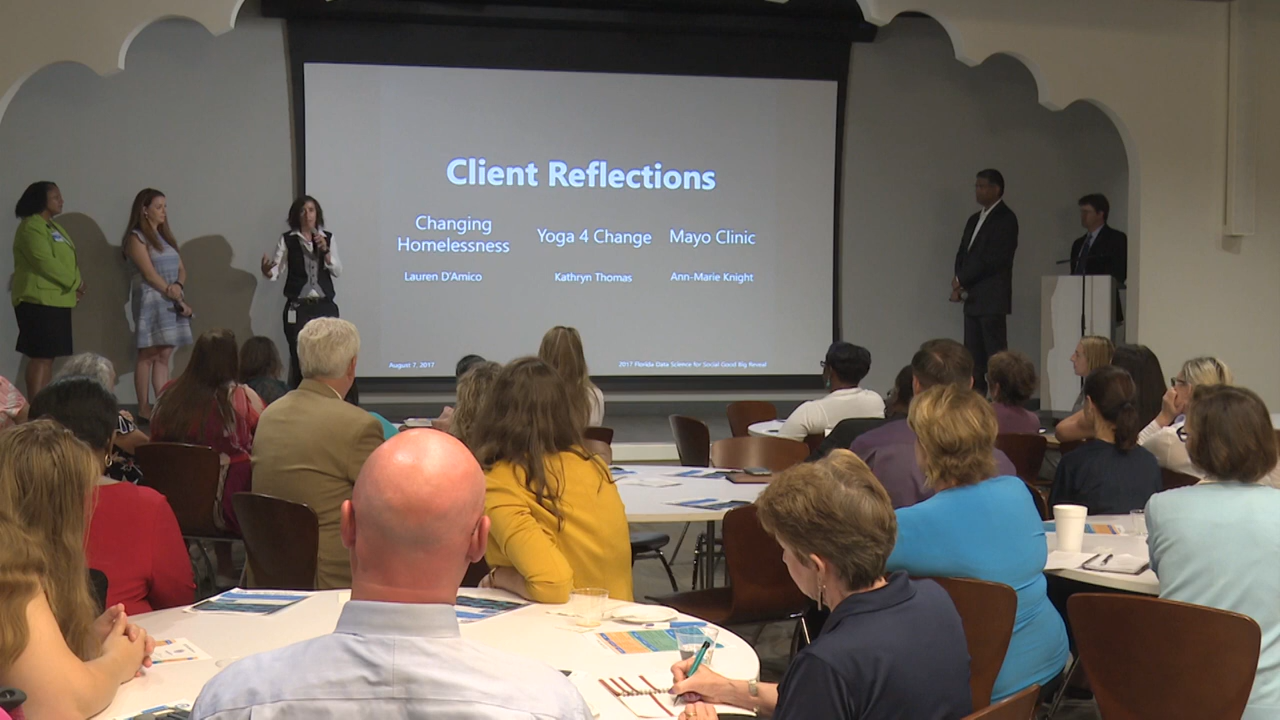 Client Reflections
Changing
Homelessness
Lauren D'Amico
Yoga 4 Change
Kathryn Thomas
Mayo Clinic
Ann-Marie Knight
August 7, 2017
2017 Florida Data Science for Social Good Big Reveal